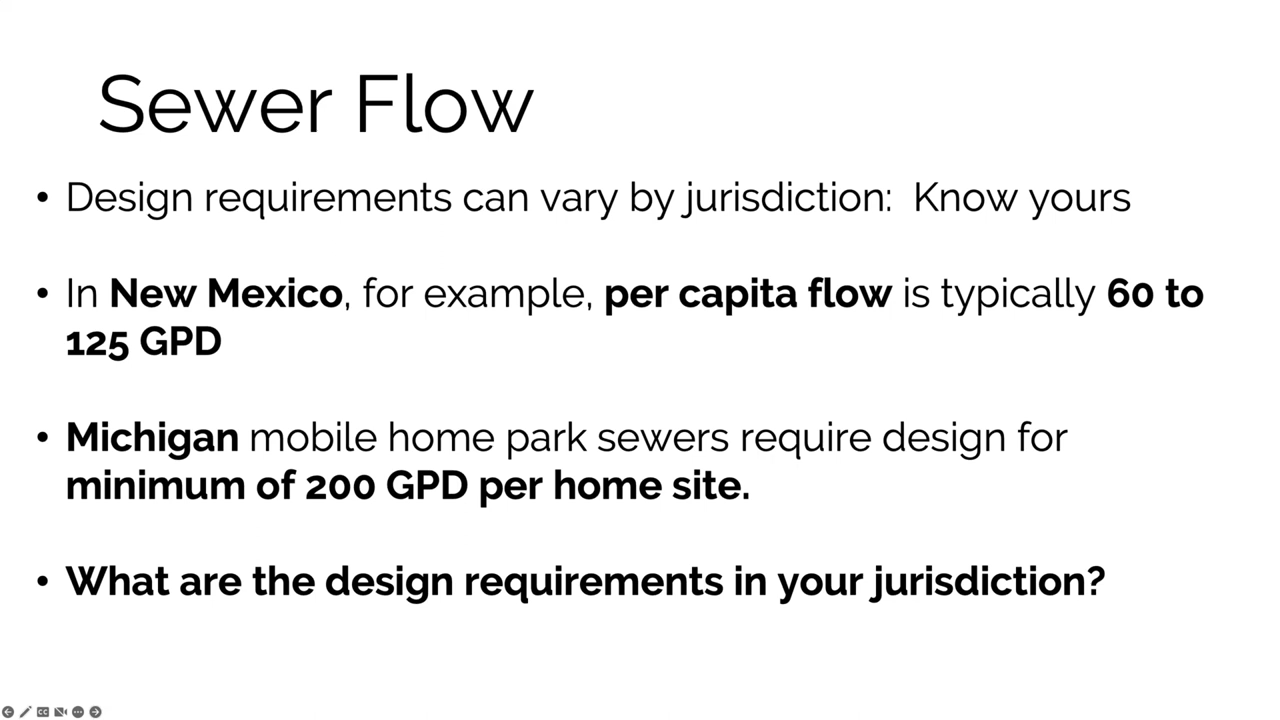 Sewer Flow
• Design requirements can vary by jurisdiction:  Know yours
• In New Mexico, for example, per capita flow is typically 60 to
125 GPD
• Michigan mobile home park sewers require design for
minimum of 200 GPD per home site.
• What are the design requirements in your jurisdiction?
CC